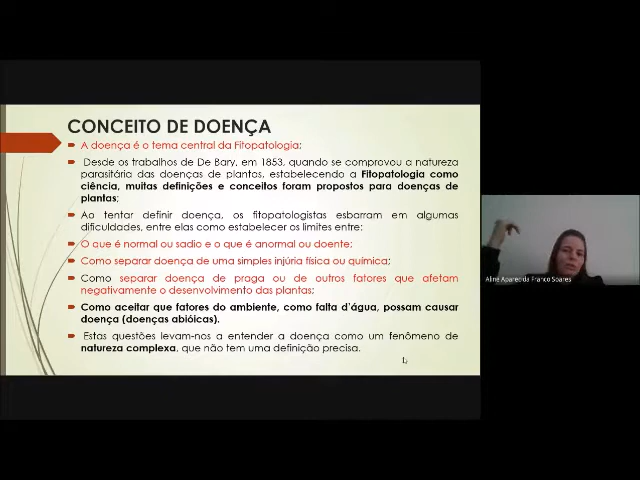 CONCEITO DE DOENÇA
A doença é o tema central da Fitopatologia;
Desde os trabalhos de De Bary, em 1853, quando se comprovou a natureza
parasitária das doenças de plantas, estabelecendo a Fitopatologia como
ciência, muitas definições e conceitos foram propostos para doenças de
plantas;
Ao tentar definir doença, os fitopatologistas esbarram em algumas
dificuldades, entre elas como estabelecer os limites entre:
O que é normal ou sadio e o que é anormal ou doente;
Como separar doença de uma simples injúria física ou química;
Como separar doença de praga ou de outros fatores que afetam
negativamente o desenvolvimento das plantas;
Como aceitar que fatores do ambiente, como falta d'água, possam causar
doença (doenças abióicas).
Estas questões levam-nos a entender a doença como um fenômeno de
natureza complexa, que não tem uma definição precisa.
Aline Aparecida Franco Soares